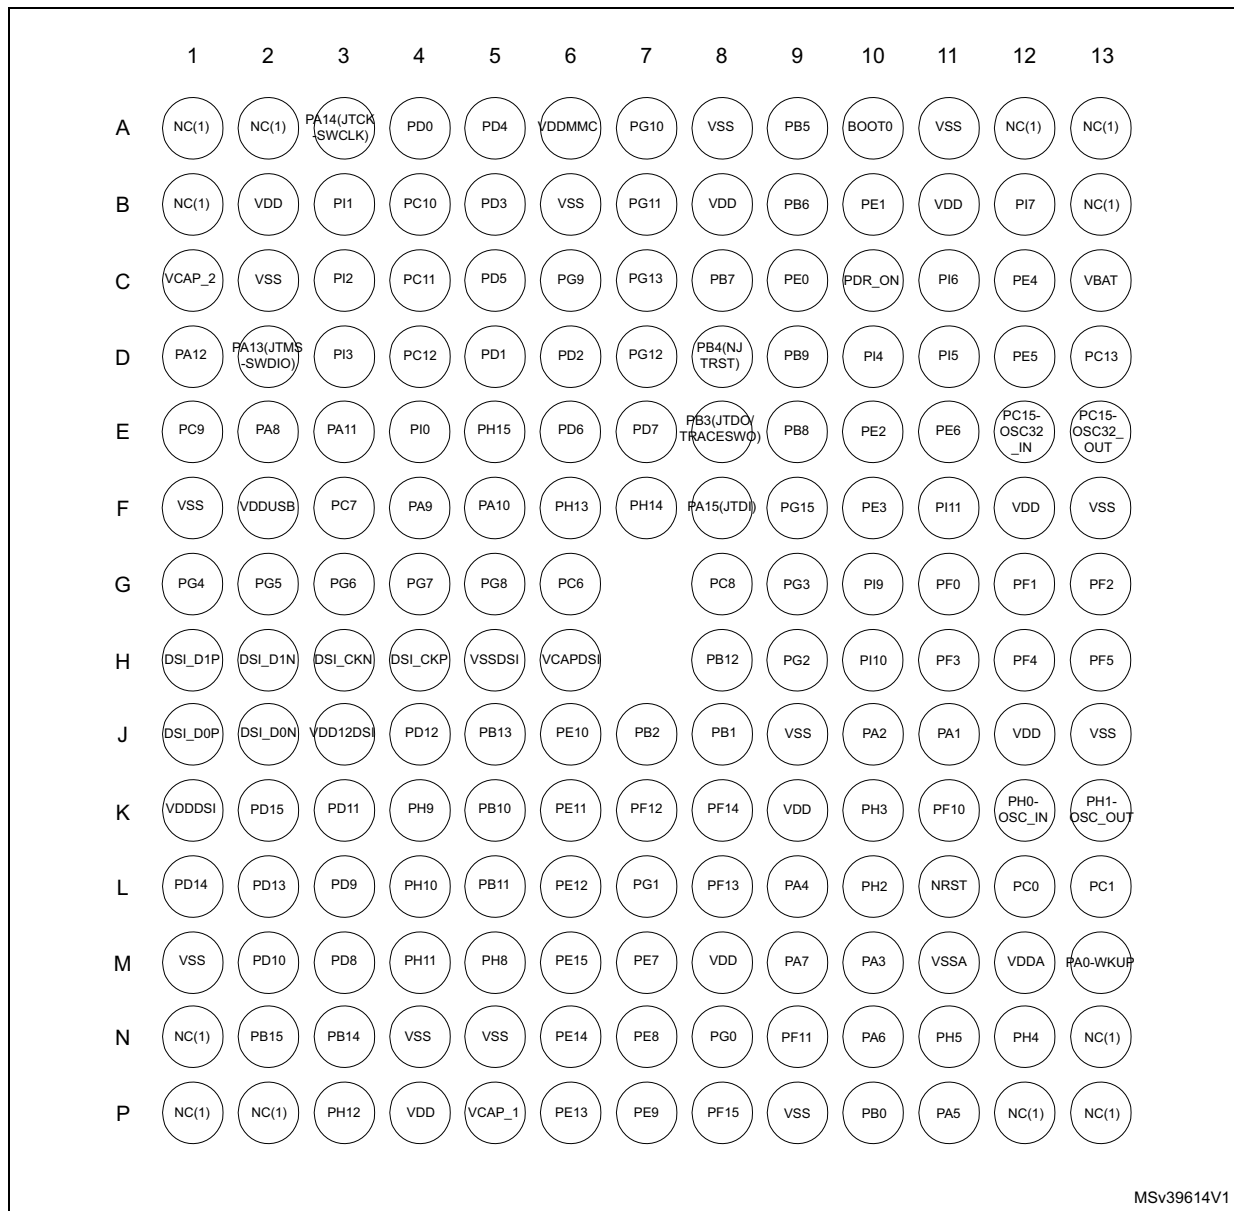 1 2 3 4 5 6 7 8 9 10 11 12 13
A NC(1) NC(1) PA14(JTCK-SWCLK) PD0 PD4 VDDMMC PG10 VSS PB5 BOOT0 VSS NC(1) NC(1)
B NC(1) VDD PI1 PC10 PD3 VSS PG11 VDD PB6 PE1 VDD PI7 NC(1)
C VCAP_2 VSS PI2 PC11 PD5 PG9 PG13 PB7 PE0 PDR_ON PI6 PE4 VBAT
D PA12 PA13(JTMS-SWDIO) PI3 PC12 PD1 PD2 PG12 PB4(NJTRST) PB9 PI4 PI5 PE5 PC13
E PC9 PA8 PA11 PI0 PH15 PD6 PD7 PB3(JTDO/TRACESWO) PB8 PE2 PE6 PC15-OSC32_IN PC15-OSC32_OUT
F VSS VDDUSB PC7 PA9 PA10 PH13 PH14 PA15(JTDI) PG15 PE3 PI11 VDD VSS
G PG4 PG5 PG6 PG7 PG8 PC6 PC8 PG3 PI9 PF0 PF1 PF2
H DSI_D1P DSI_D1N DSI_CKN DSI_CKP VSSDSI VCAPDSI PB12 PG2 PI10 PF3 PF4 PF5
J DSI_D0P DSI_D0N VDD12DSI PD12 PB13 PE10 PB2 PB1 VSS PA2 PA1 VDD VSS
K VDDDSI PD15 PD11 PH9 PB10 PE11 PF12 PF14 VDD PH3 PF10 PH0-OSC_IN PH1-OSC_OUT
L PD14 PD13 PD9 PH10 PB11 PE12 PG1 PF13 PA4 PH2 NRST PC0 PC1
M VSS PD10 PD8 PH11 PH8 PE15 PE7 VDD PA7 PA3 VSSA VDDA PA0-WKUP
N NC(1) PB15 PB14 VSS VSS PE14 PE8 PG0 PF11 PA6 PH5 PH4 NC(1)
P NC(1) NC(1) PH12 VDD VCAP_1 PE13 PE9 PF15 VSS PB0 PA5 NC(1) NC(1)
MSv39614V1